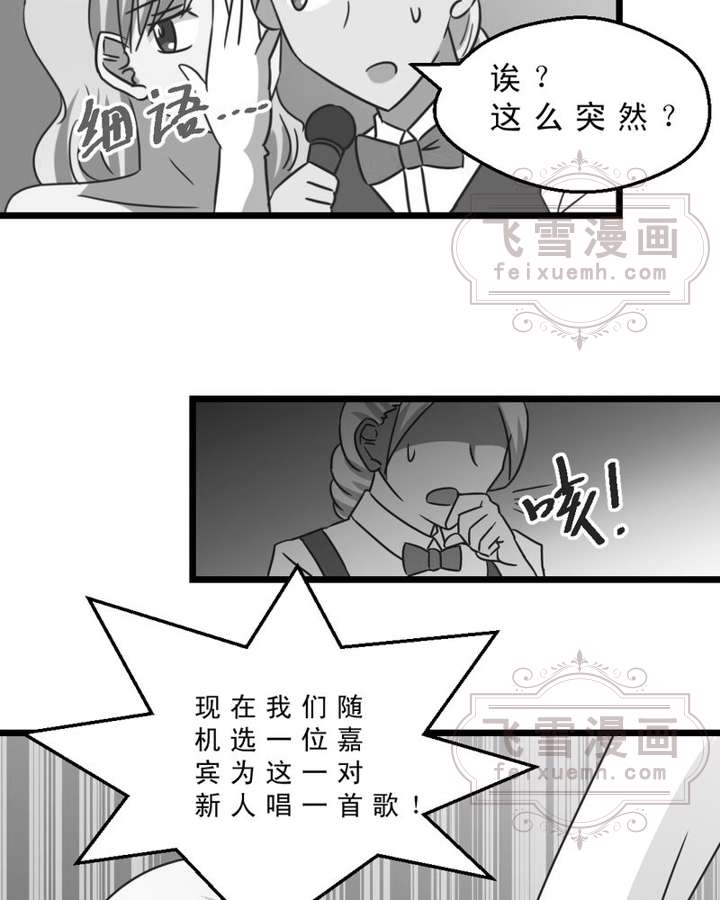 诶？
这么突然？
细语…
飞雪漫画
feixuemh.com
咳！
现在我们随
机选一位嘉
宾为这一对
新人唱一首歌！
飞雪漫画
feixuemh.com